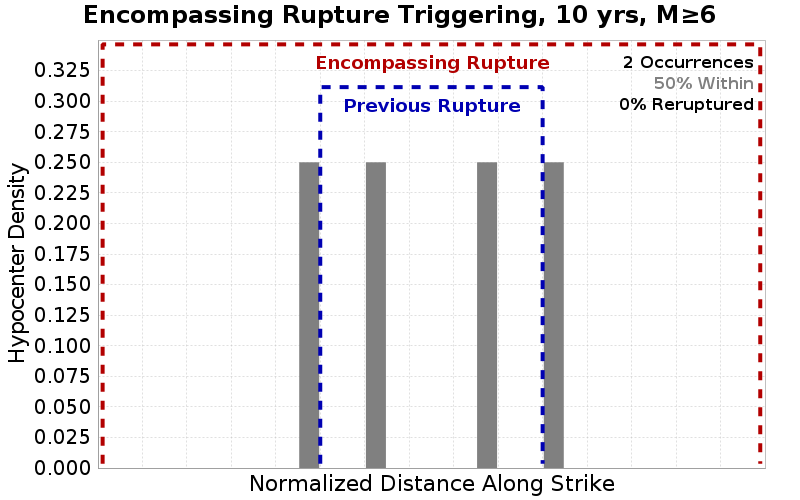 Encompassing Rupture Triggering, 10 yrs, M≥6
Encompassing Rupture
2 Occurrences
50% Within
0% Reruptured
Previous Rupture
0.325
0.300
0.275
0.250
0.225
0.200
0.175
0.150
0.125
0.100
0.075
0.050
0.025
0.000
Hypocenter Density
Normalized Distance Along Strike